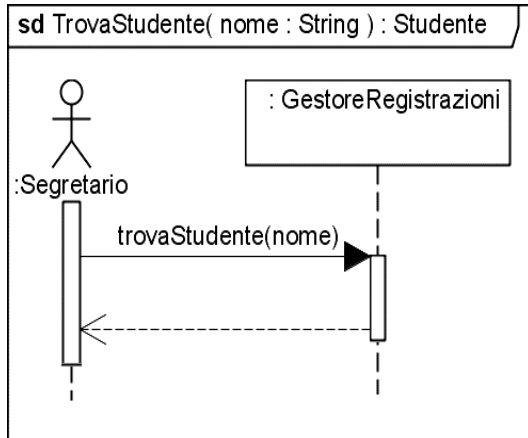 sd TrovaStudente( nome : String ) : Studente
: GestoreRegistrazioni
:Segretario
trovaStudente(nome)